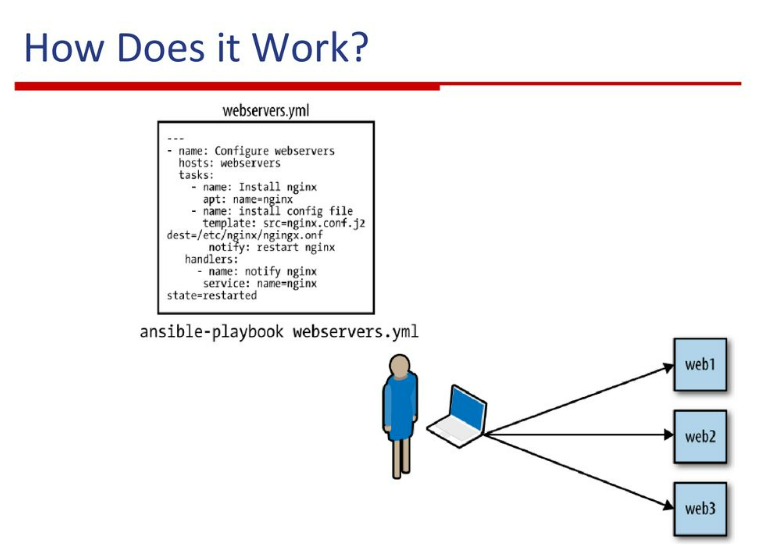 How Does it Work?
webservers.yml
---
- name: Configure webservers
hosts: webservers
tasks:
- name: Install nginx
apt: name=nginx
- name: install config file
template: src=nginx.conf.j2
dest=/etc/nginx/ngingx.onf
notify: restart nginx
handlers:
- name: notify nginx
service: name=nginx
state=restarted
ansible-playbook webservers.yml
web1
web2
web3